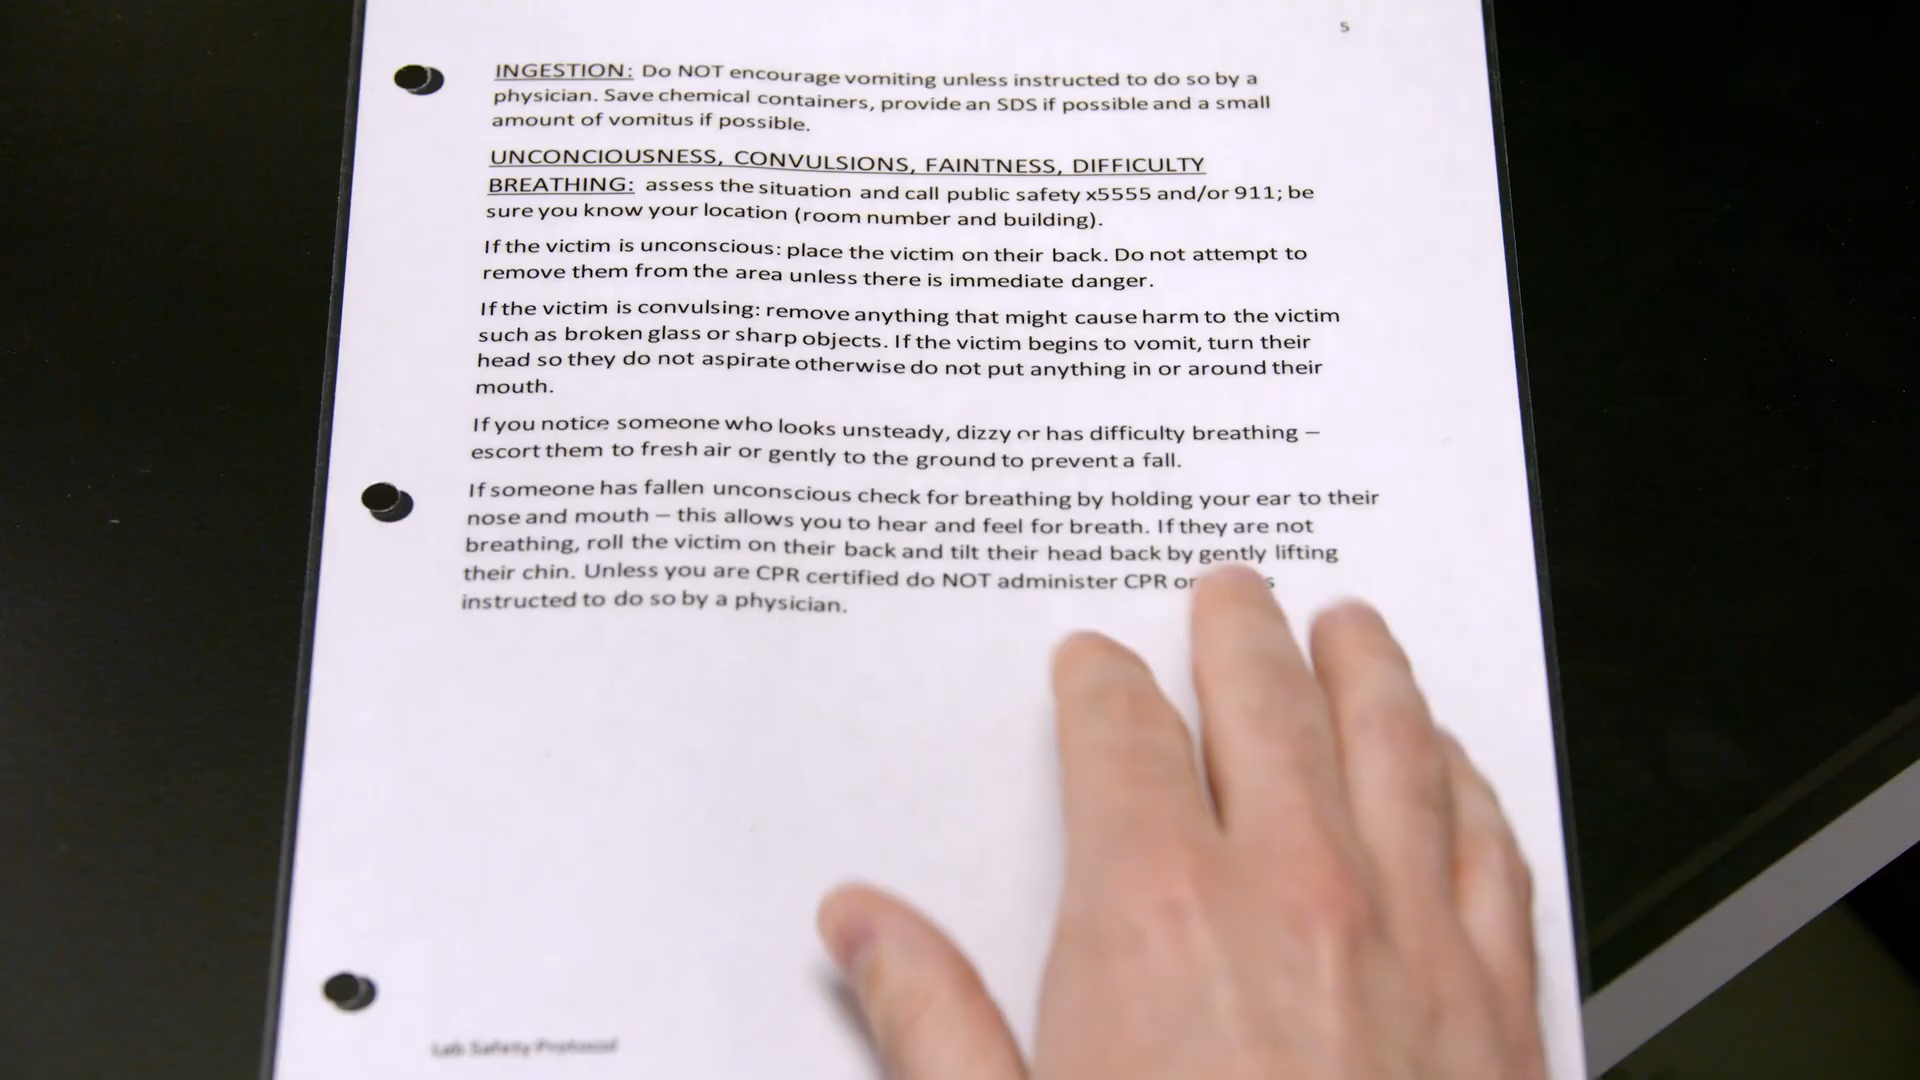 5
INGESTION: Do NOT encourage vomiting unless instructed to do so by a
physician. Save chemical containers, provide an SDS if possible and a small
amount of vomitus if possible.
UNCONCIOUSNESS, CONVULSIONS, FAINTNESS, DIFFICULTY
BREATHING: assess the situation and call public safety x5555 and/or 911; be
sure you know your location (room number and building).
If the victim is unconscious: place the victim on their back. Do not attempt to
remove them from the area unless there is immediate danger.
If the victim is convulsing: remove anything that might cause harm to the victim
such as broken glass or sharp objects. If the victim begins to vomit, turn their
head so they do not aspirate otherwise do not put anything in or around their
mouth.
If you notice someone who looks unsteady, dizzy or has difficulty breathing –
escort them to fresh air or gently to the ground to prevent a fall.
If someone has fallen unconscious check for breathing by holding your ear to their
nose and mouth – this allows you to hear and feel for breath. If they are not
breathing, roll the victim on their back and tilt their head back by gently lifting
their chin. Unless you are CPR certified do NOT administer CPR or
instructed to do so by a physician.
Lab Safety Protocol